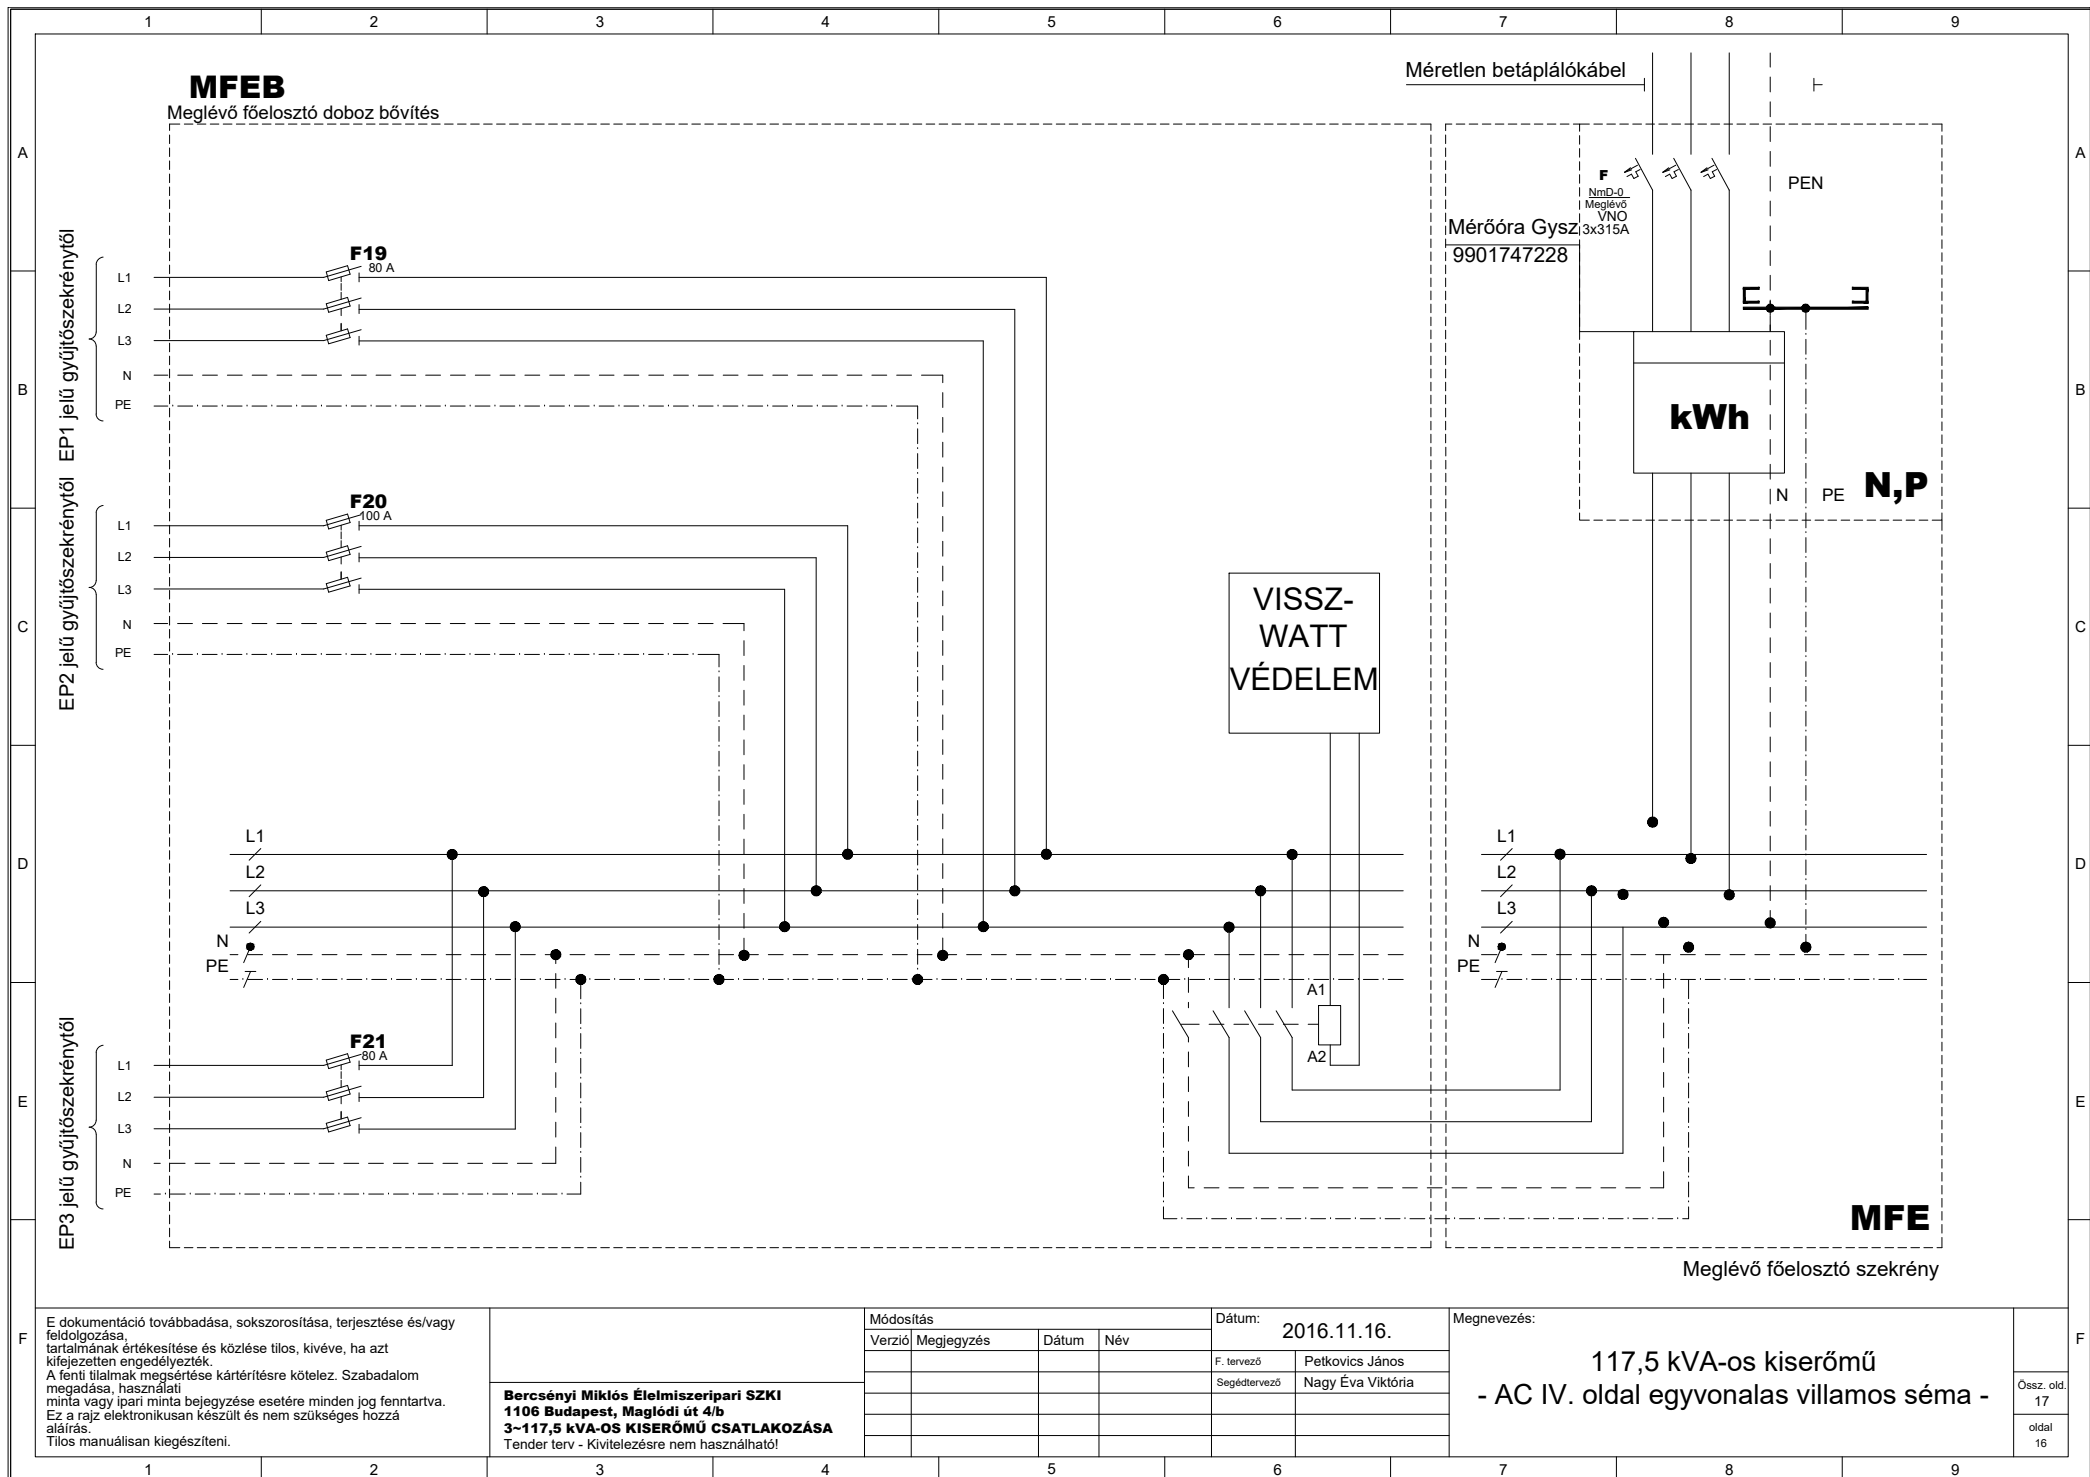 1 2 3 4 5 6 7 8 9
MFEB
Meglévő főelosztó doboz bővítés
Méretlen betáplálókábel
A
A
F
NmD-0
Meglévő
VNO
3x315A
PEN
Mérőóra Gysz
9901747228
EP1 jelű gyűjtőszekrénytől
F19
80 A
L1
L2
L3
N
PE
B
B
kWh
N
PE
N,P
EP2 jelű gyűjtőszekrénytől
F20
100 A
L1
L2
L3
N
PE
C
C
VISSZ-
WATT
VÉDELEM
D
D
L1
L2
L3
N
PE
L1
L2
L3
N
PE
A1
A2
EP3 jelű gyűjtőszekrénytől
F21
80 A
L1
L2
L3
N
PE
E
E
MFE
Meglévő főelosztó szekrény
F
F
E dokumentáció továbbadása, sokszorosítása, terjesztése és/vagy
feldolgozása,
tartalmának értékesítése és közlése tilos, kivéve, ha azt
kifejezetten engedélyezték.
A fenti tilalmak megsértése kártérítésre kötelez. Szabadalom
megadása, használati
minta vagy ipari minta bejegyzése esetére minden jog fenntartva.
Ez a rajz elektronikusan készült és nem szükséges hozzá
aláírás.
Tilos manuálisan kiegészíteni.
Bercsényi Miklós Élelmiszeripari SZKI
1106 Budapest, Maglódi út 4/b
3~117,5 kVA-OS KISERŐMŰ CSATLAKOZÁSA
Tender terv - Kivitelezésre nem használható!
Módosítás
Verzió Megjegyzés Dátum Név
Dátum:
2016.11.16.
F. tervező Petkovics János
Segédtervező Nagy Éva Viktória
Megnevezés:
117,5 kVA-os kiserőmű
- AC IV. oldal egyvonalas villamos séma -
Össz. old.
17
oldal
16
1 2 3 4 5 6 7 8 9